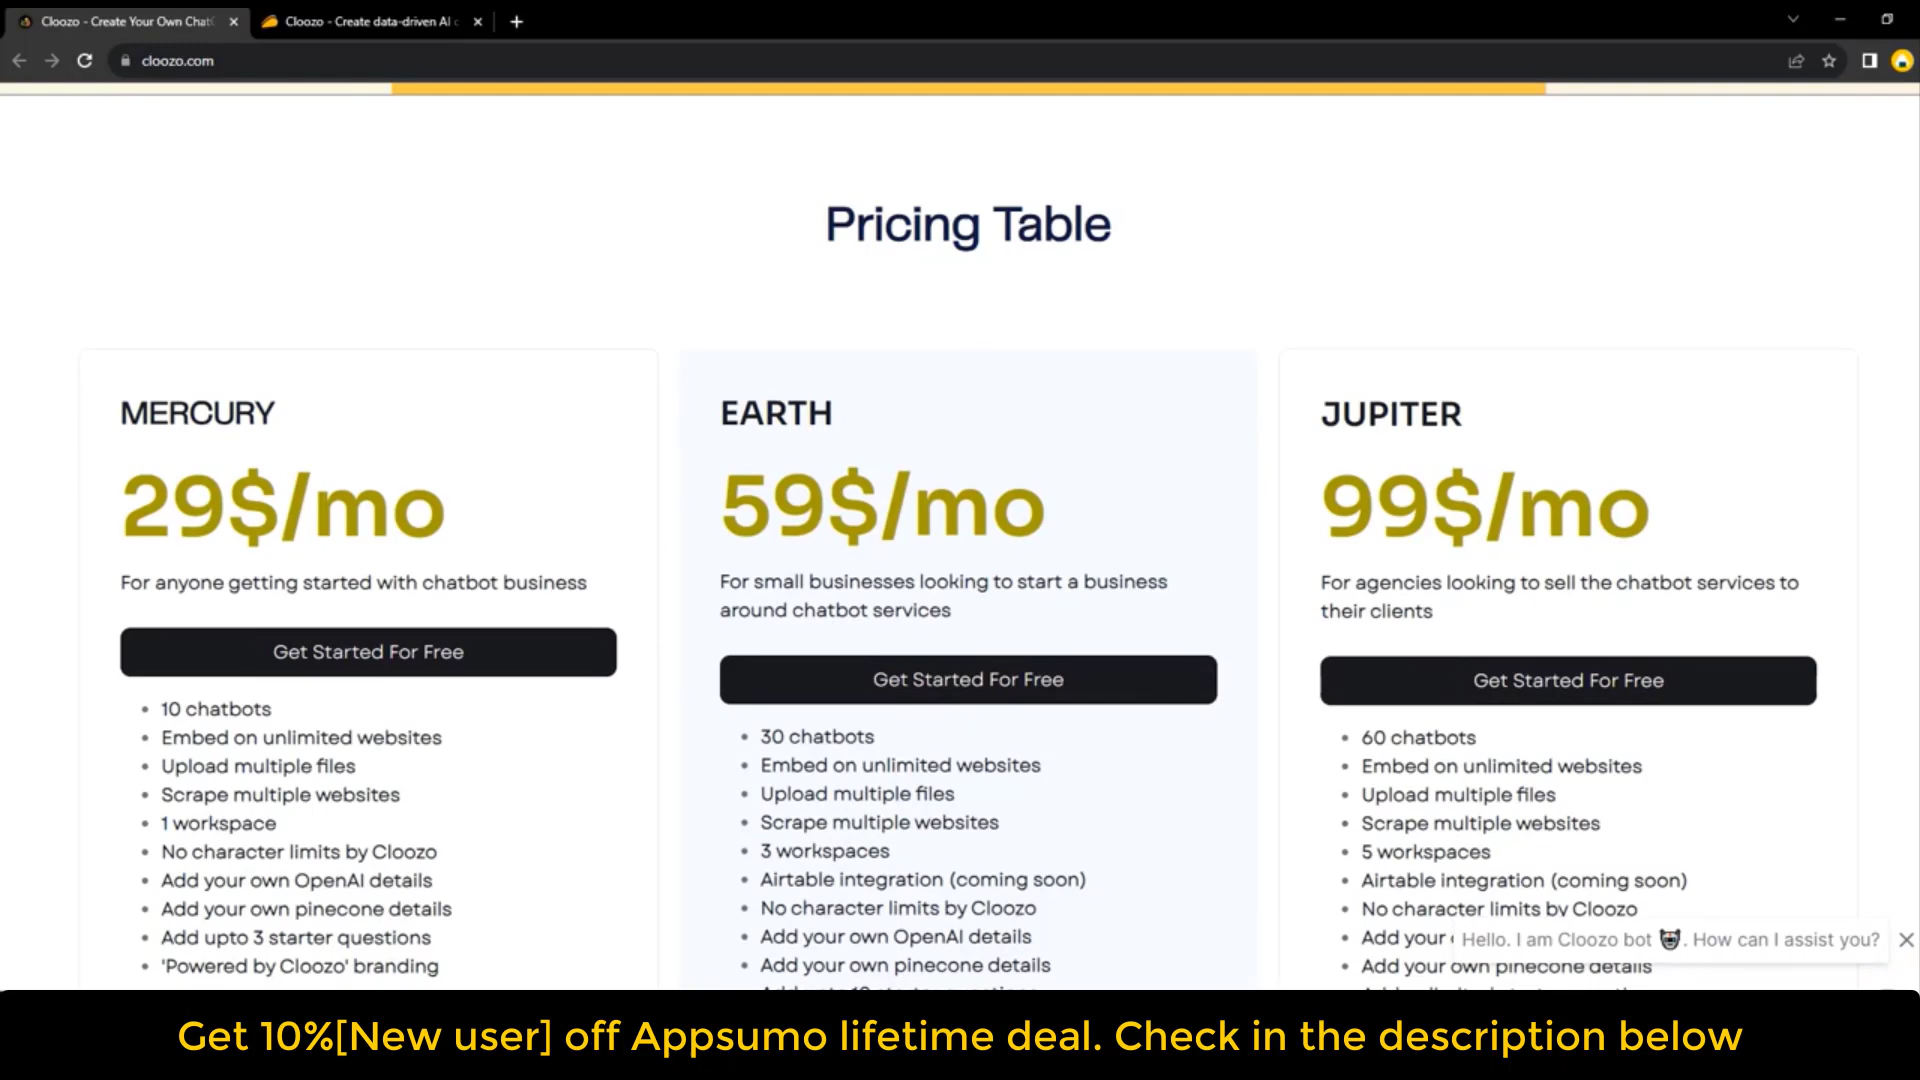 Cloozo - Create Your Own Chat
Cloozo - Create data-driven AI
cloozo.com
Pricing Table
MERCURY
29$/mo
For anyone getting started with chatbot business
Get Started For Free
• 10 chatbots
• Embed on unlimited websites
• Upload multiple files
• Scrape multiple websites
• 1 workspace
• No character limits by Cloozo
• Add your own OpenAI details
• Add your own pinecone details
• Add upto 3 starter questions
• 'Powered by Cloozo' branding
EARTH
59$/mo
For small businesses looking to start a business
around chatbot services
Get Started For Free
• 30 chatbots
• Embed on unlimited websites
• Upload multiple files
• Scrape multiple websites
• 3 workspaces
• Airtable integration (coming soon)
• No character limits by Cloozo
• Add your own OpenAI details
• Add your own pinecone details
JUPITER
99$/mo
For agencies looking to sell the chatbot services to
their clients
Get Started For Free
• 60 chatbots
• Embed on unlimited websites
• Upload multiple files
• Scrape multiple websites
• 5 workspaces
• Airtable integration (coming soon)
• No character limits by Cloozo
• Add your
• Add your own pinecone details
Hello. I am Cloozo bot . How can I assist you?
Get 10%[New user] off Appsumo lifetime deal. Check in the description below